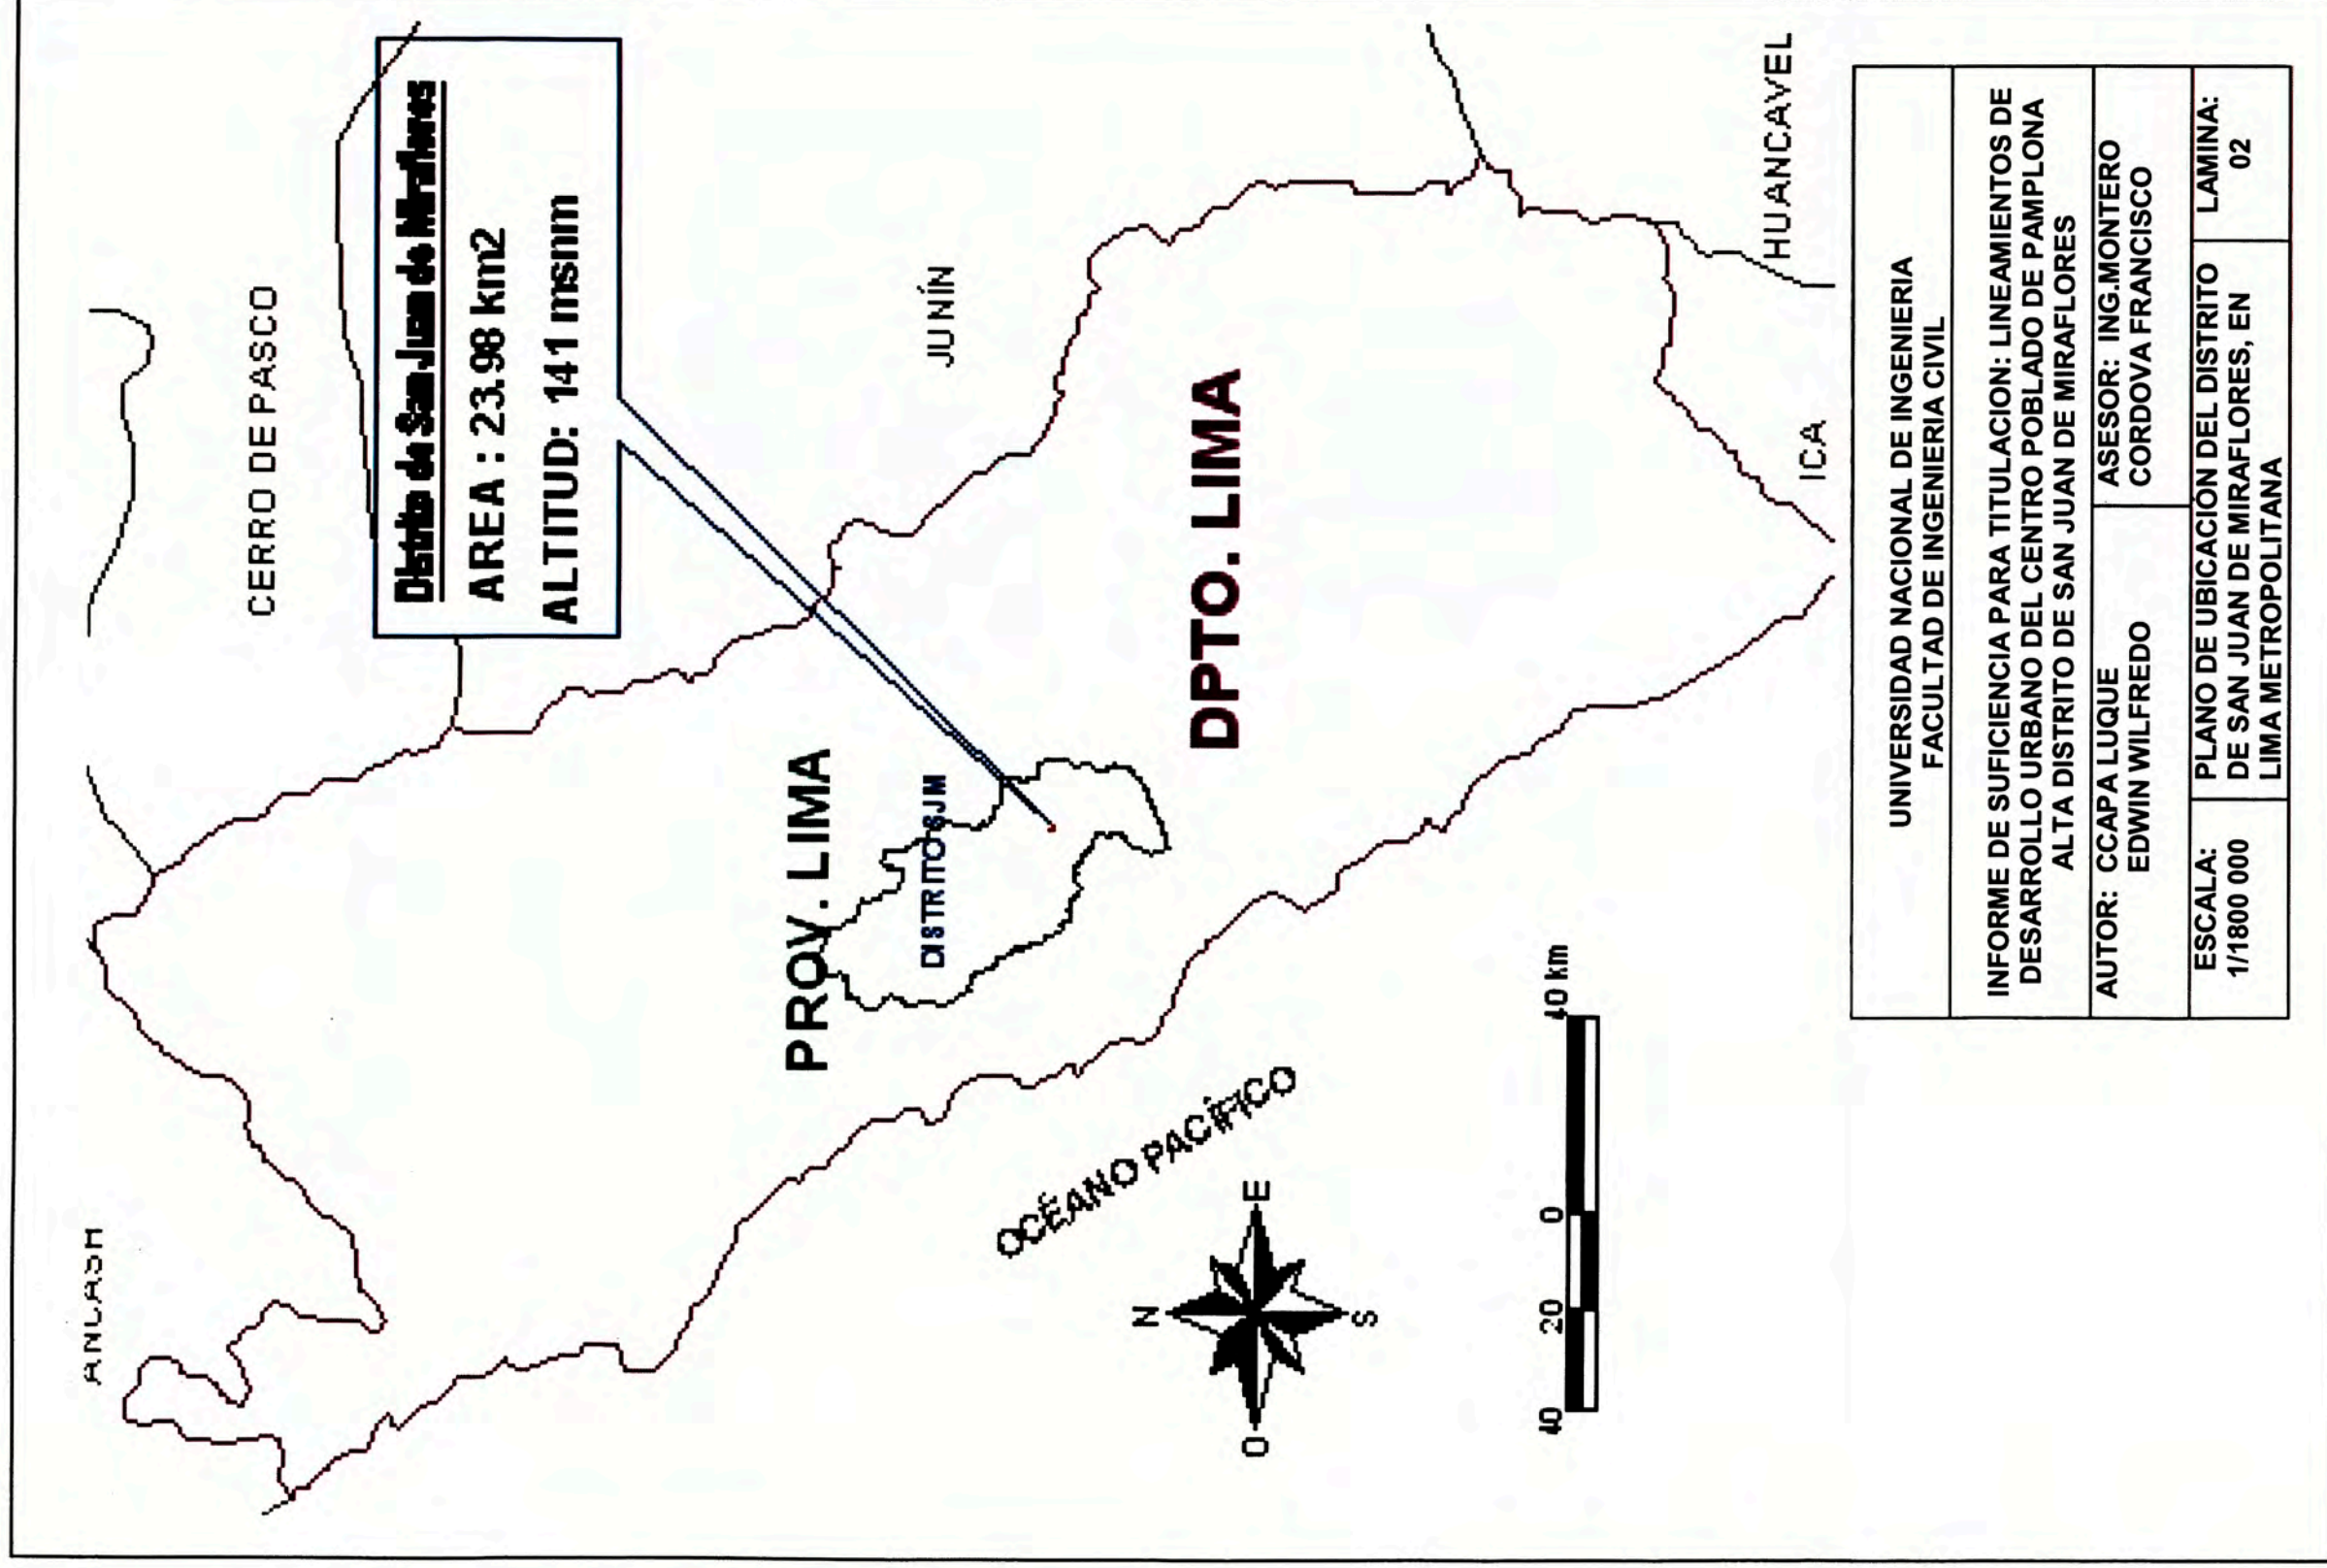 ANCASH
CERRO DE PASCO
Distrito de San Juan de Miraflores
AREA : 23.98 km2
ALTITUD: 141 msnm
JUNÍN
PROV. LIMA
DISTRITO SJM
DPTO. LIMA
OCEANO PACÍFICO
N
O
E
S
40 20 0 40 km
HUANCAVEL
ICA
UNIVERSIDAD NACIONAL DE INGENIERIA
FACULTAD DE INGENIERIA CIVIL
INFORME DE SUFICIENCIA PARA TITULACION: LINEAMIENTOS DE
DESARROLLO URBANO DEL CENTRO POBLADO DE PAMPLONA
ALTA DISTRITO DE SAN JUAN DE MIRAFLORES
AUTOR: CCAPA LUQUE
EDWIN WILFREDO
ASESOR: ING.MONTERO
CORDOVA FRANCISCO
ESCALA:
1/1800 000
PLANO DE UBICACIÓN DEL DISTRITO
DE SAN JUAN DE MIRAFLORES, EN
LIMA METROPOLITANA
LAMINA:
02